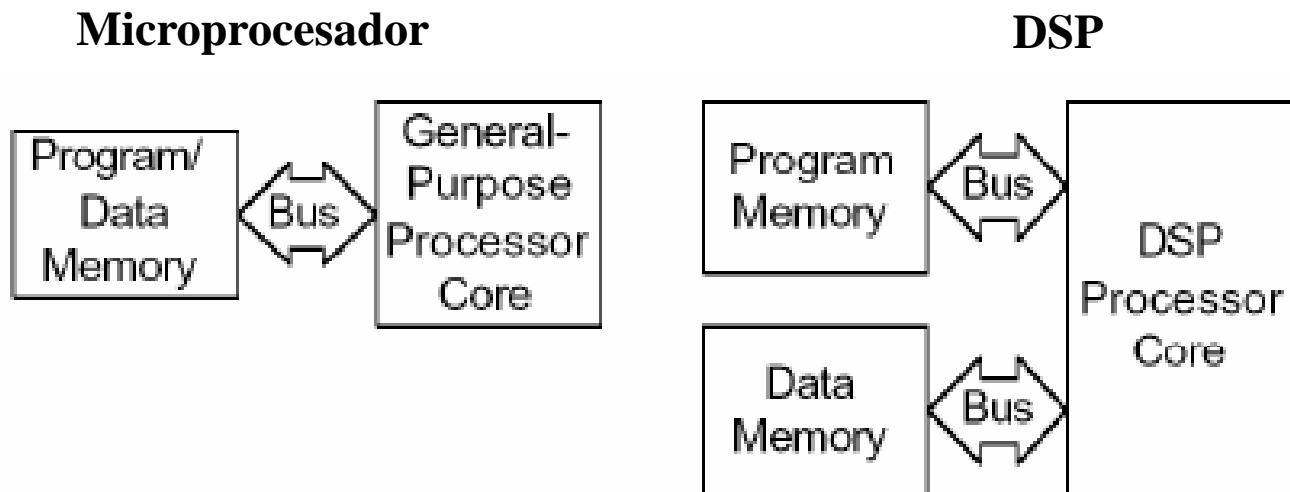 Microprocesador
Program/
Data
Memory
Bus
General-
Purpose
Processor
Core
DSP
Program
Memory
Bus
Data
Memory
Bus
DSP
Processor
Core